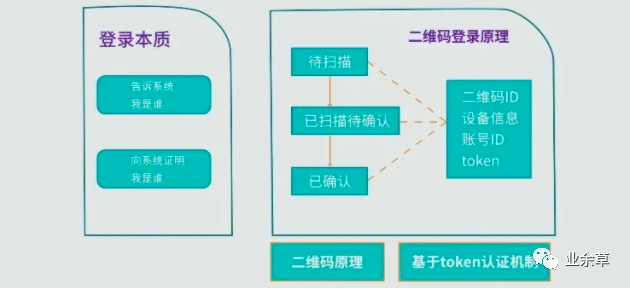 登录本质
告诉系统
我是谁
向系统证明
我是谁
二维码登录原理
待扫描
已扫描待确认
已确认
二维码ID
设备信息
账号ID
token
二维码原理
基于token认证机制
业余草